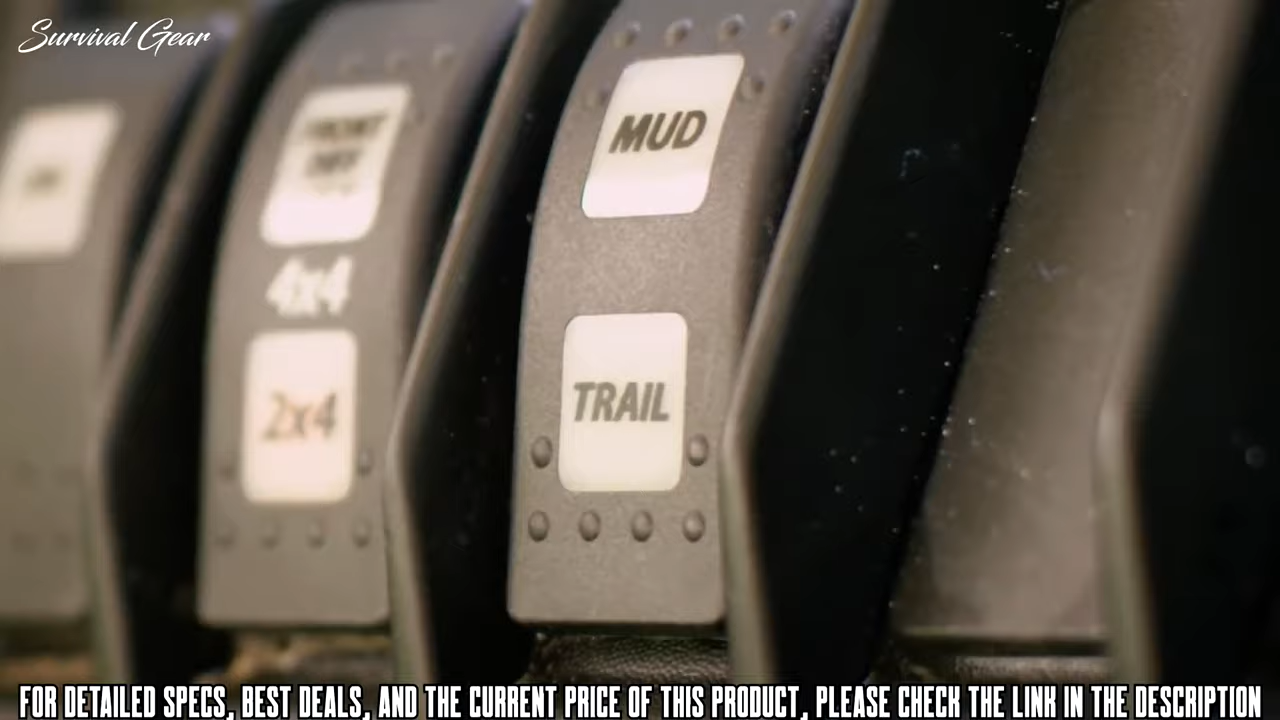 Survival Gear
MUD
FRONT
4x4
2x4
TRAIL
FOR DETAILED SPECS, BEST DEALS, AND THE CURRENT PRICE OF THIS PRODUCT, PLEASE CHECK THE LINK IN THE DESCRIPTION